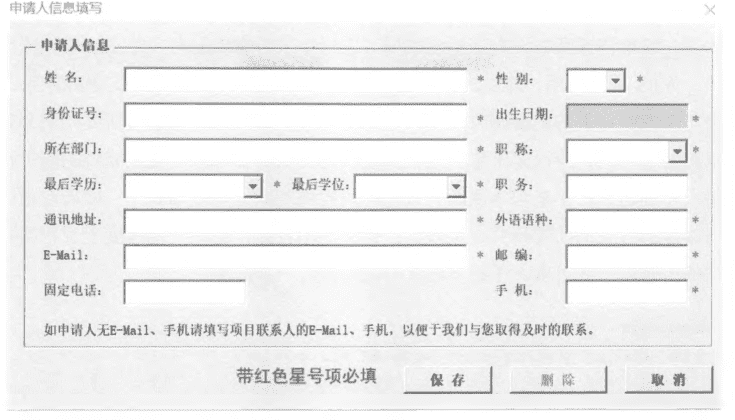 申请人信息填写
申请人信息
姓 名: * 性 别: *
身份证号: * 出生日期: *
所在部门: * 职 称: *
最后学历: * 最后学位: * 职 务:
通讯地址: * 外语语种: *
E-Mail: * 邮 编: *
固定电话: 手 机: *
如申请人无E-Mail、手机请填写项目联系人的E-Mail、手机，以便于我们与您取得及时的联系。
带红色星号项必填 保 存 删 除 取 消